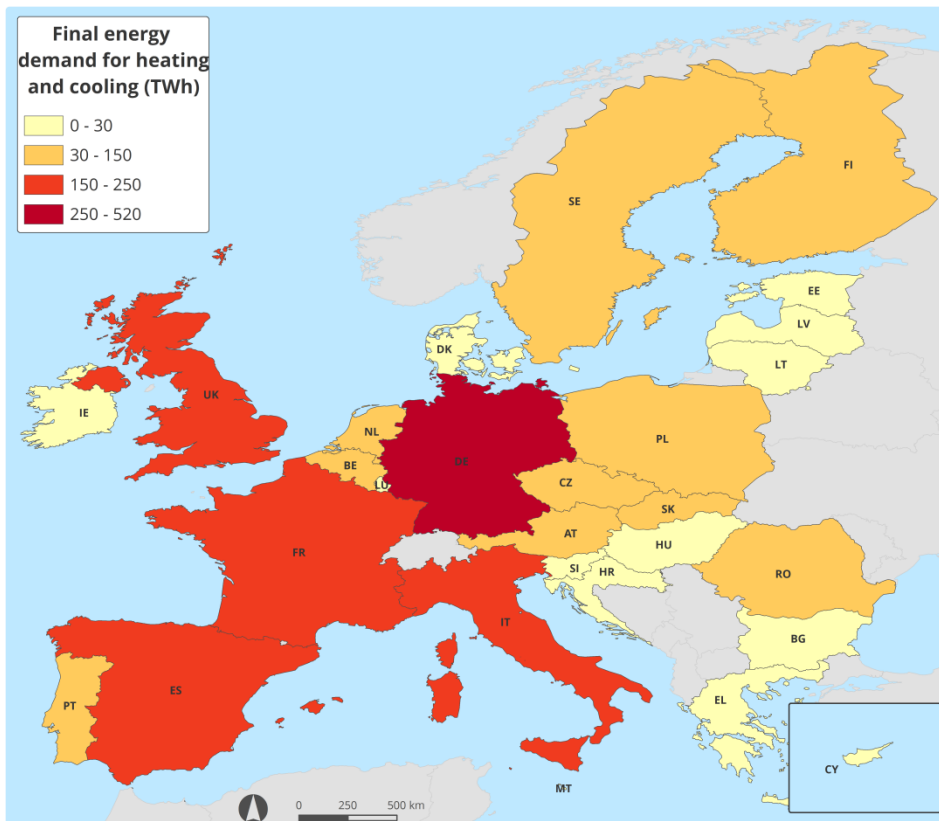 Final energy
demand for heating
and cooling (TWh)
0 - 30
30 - 150
150 - 250
250 - 520
FI
SE
EE
LV
DK
LT
IE
UK
NL
PL
BE
DE
LU
CZ
SK
AT
HU
FR
SI
HR
RO
IT
BG
ES
EL
PT
CY
MT
0 250 500 km